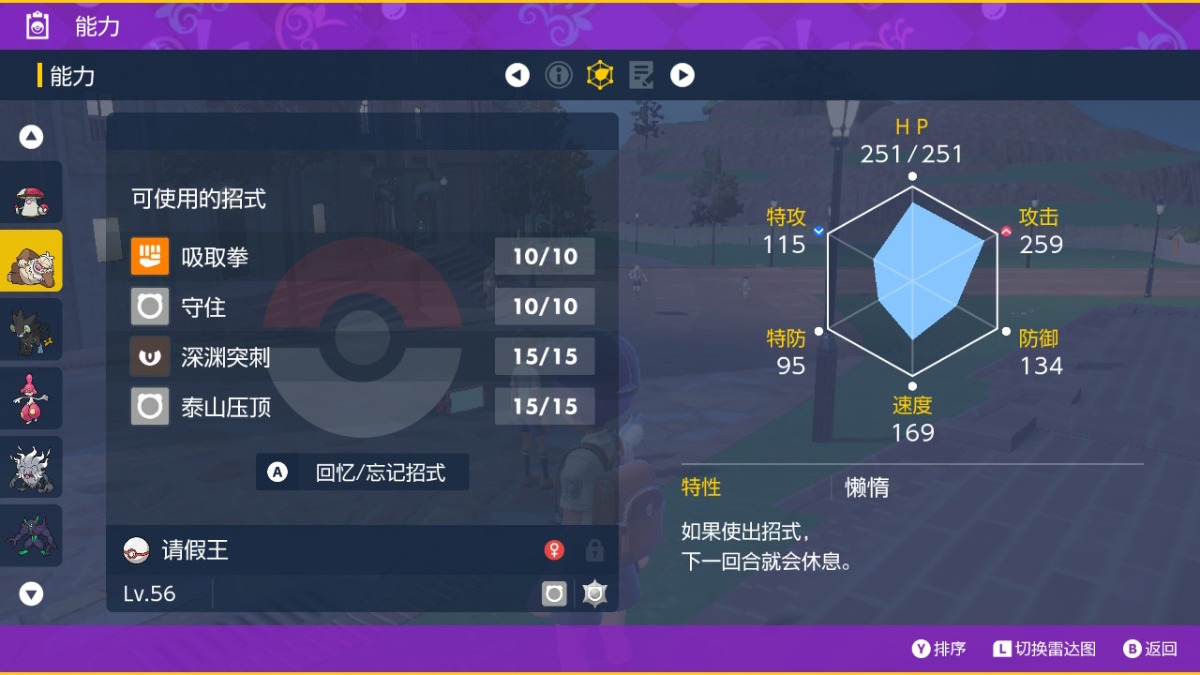 能力
能力
可使用的招式
吸取拳 10/10
守住 10/10
深渊突刺 15/15
泰山压顶 15/15
A 回忆/忘记招式
请假王
Lv.56
HP
251/251
特攻
115
攻击
259
特防
95
防御
134
速度
169
特性 懒惰
如果使出招式，
下一回合就会休息。
Y 排序 L 切换雷达图 B 返回